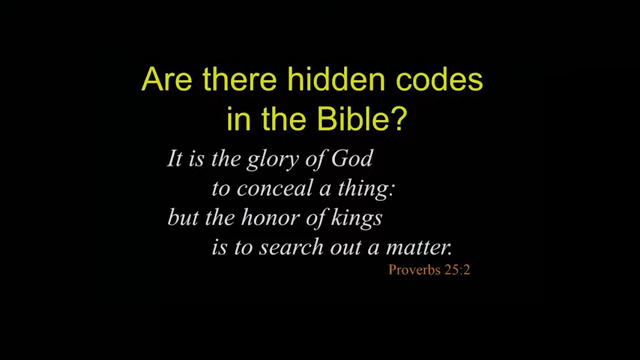 Are there hidden codes
in the Bible?
It is the glory of God
to conceal a thing:
but the honor of kings
is to search out a matter.
Proverbs 25:2